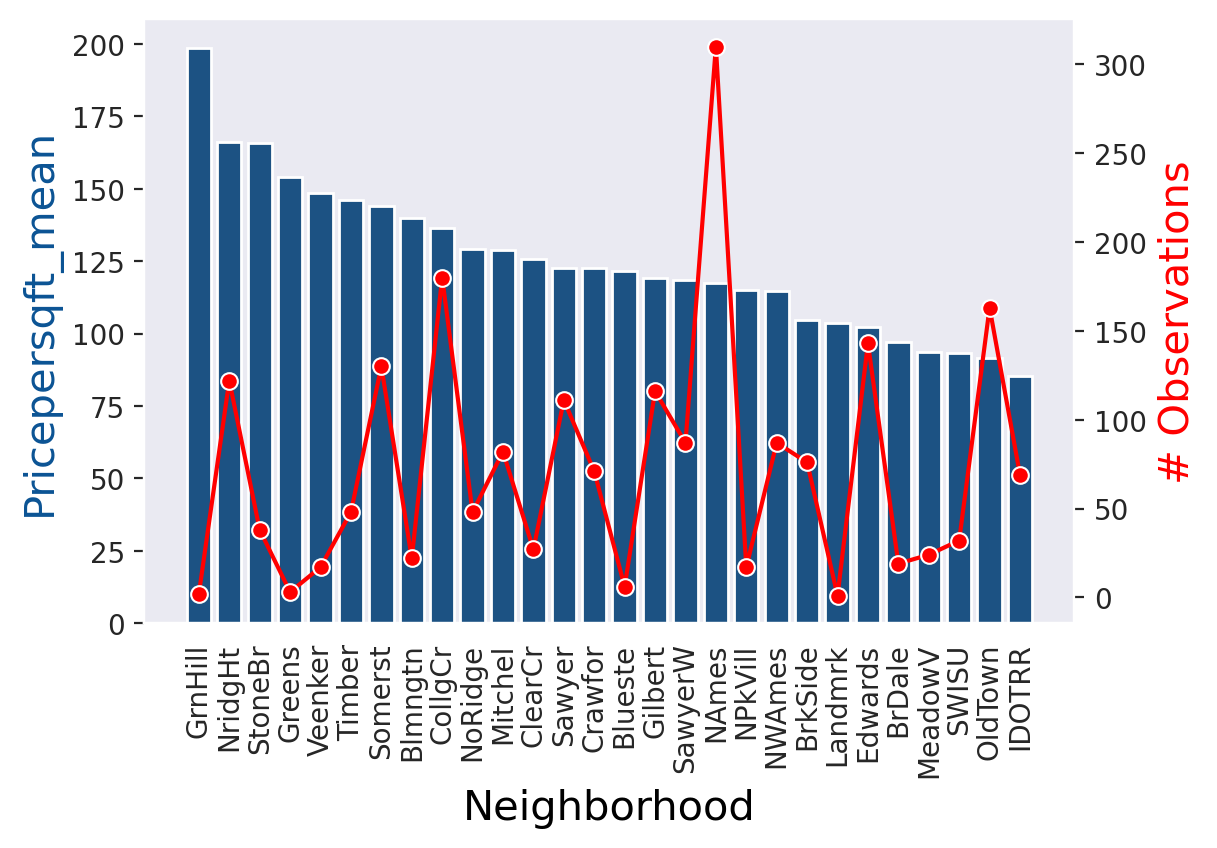 200
175
150
125
100
75
50
25
0
Pricepersqft_mean
300
250
200
150
100
50
0
# Observations
GrnHill
NridgHt
StoneBr
Greens
Veenker
Timber
Somerst
Blmngtn
CollgCr
NoRidge
Mitchel
ClearCr
Sawyer
Crawfor
Blueste
Gilbert
SawyerW
NAmes
NPkVill
NWAmes
BrkSide
Landmrk
Edwards
BrDale
MeadowV
SWISU
OldTown
IDOTRR
Neighborhood